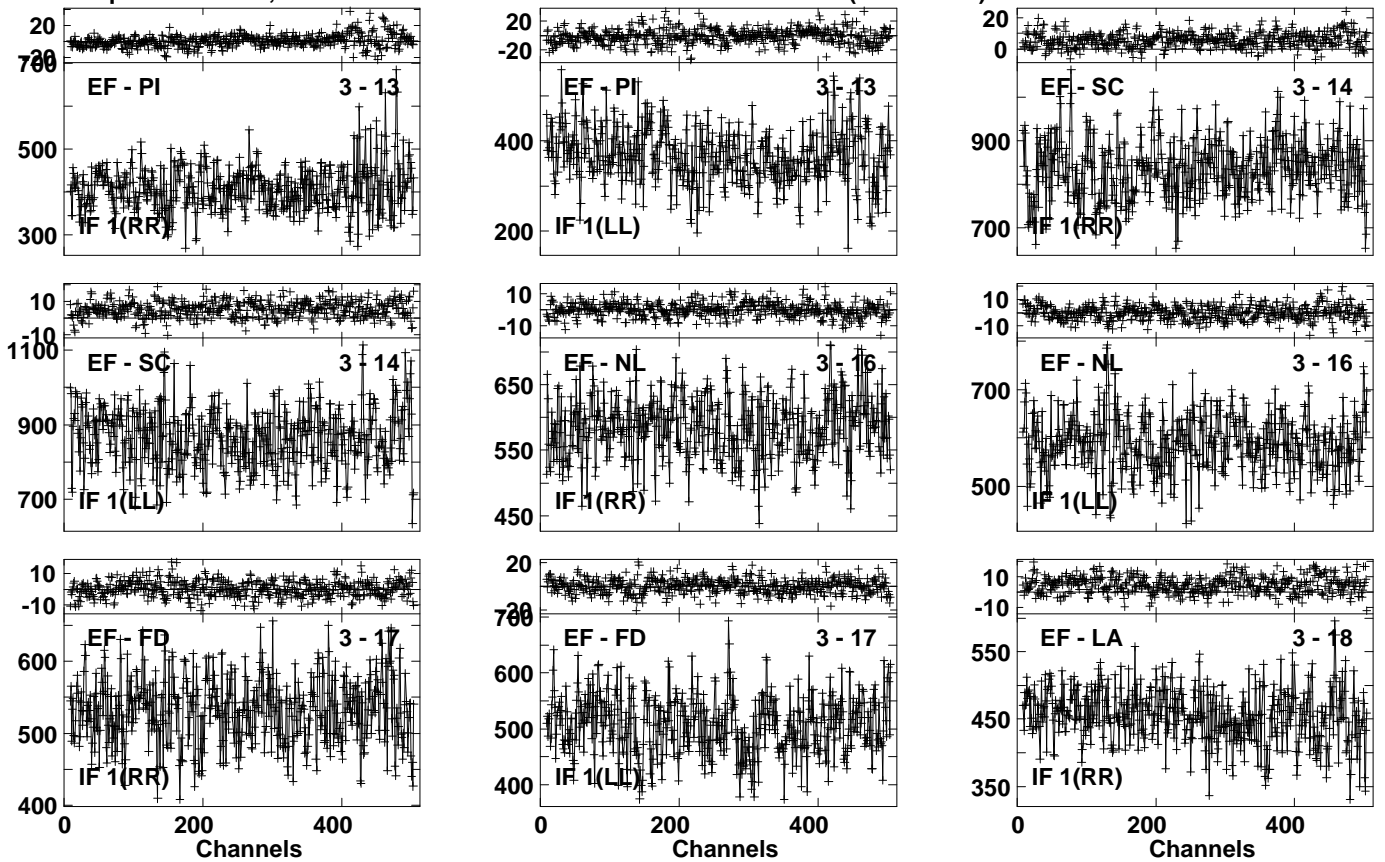 20
-20
700
EF - PI
3 - 13
500
300
IF 1(RR)
20
-20
EF - PI
3 - 13
400
200
IF 1(LL)
20
0
EF - SC
3 - 14
900
700
IF 1(RR)
10
-10
1100
EF - SC
3 - 14
900
700
IF 1(LL)
10
-10
EF - NL
3 - 16
650
550
450
IF 1(RR)
10
-10
EF - NL
3 - 16
700
500
IF 1(LL)
10
-10
EF - FD
3 - 17
600
500
400
IF 1(RR)
0
200
400
Channels
20
-20
700
EF - FD
3 - 17
600
500
400
IF 1(LL)
0
200
400
Channels
10
-10
EF - LA
3 - 18
550
450
350
IF 1(RR)
0
200
400
Channels